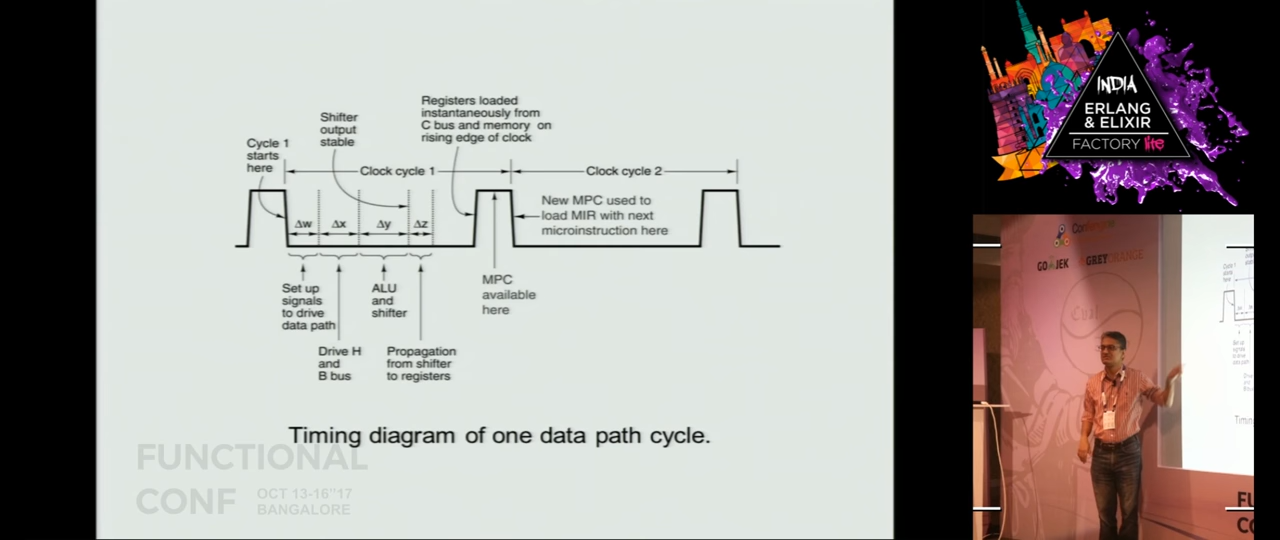 Registers loaded
instantaneously from
C bus and memory on
rising edge of clock
Shifter
output
stable
Cycle 1
starts
here
Clock cycle 1
Clock cycle 2
New MPC used to
load MIR with next
microinstruction here
Δw
Δx
Δy
Δz
Set up
signals
to drive
data path
ALU
and
shifter
MPC
available
here
Drive H
and
B bus
Propagation
from shifter
to registers
Timing diagram of one data path cycle.
FUNCTIONAL
CONF
OCT 13-16"17
BANGALORE
INDIA
ERLANG
& ELIXIR
FACTORY lite
GO JEK
GREYORANGE